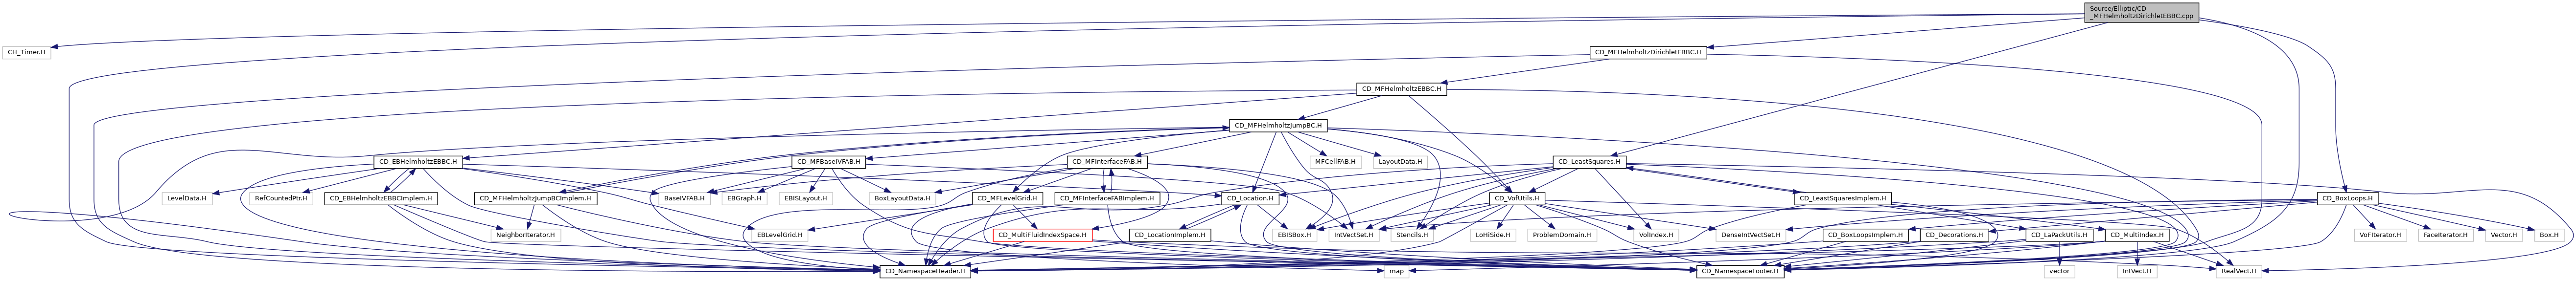 Source/Elliptic/CD
_MFHelmholtzDirichletEBBC.cpp
CH_Timer.H
CD_MFHelmholtzDirichletEBBC.H
CD_MFHelmholtzEBBC.H
CD_MFHelmholtzJumpBC.H
CD_EBHelmholtzEBBC.H
CD_MFBaseIVFAB.H
CD_MFInterfaceFAB.H
MFCellFAB.H
LayoutData.H
CD_LeastSquares.H
LevelData.H
RefCountedPtr.H
CD_EBHelmholtzEBBCImplem.H
CD_MFHelmholtzJumpBCImplem.H
BaseIVFAB.H
EBGraph.H
EBISLayout.H
BoxLayoutData.H
CD_MFLevelGrid.H
CD_MFInterfaceFABImplem.H
CD_Location.H
CD_VofUtils.H
CD_LeastSquaresImplem.H
CD_BoxLoops.H
NeighborIterator.H
EBLevelGrid.H
CD_MultiFluidIndexSpace.H
CD_LocationImplem.H
EBISBox.H
IntVectSet.H
Stencils.H
LoHiSide.H
ProblemDomain.H
VolIndex.H
DenseIntVectSet.H
CD_BoxLoopsImplem.H
CD_Decorations.H
CD_LaPackUtils.H
CD_MultiIndex.H
VoFIterator.H
FaceIterator.H
Vector.H
Box.H
CD_NamespaceHeader.H
map
CD_NamespaceFooter.H
vector
IntVect.H
RealVect.H